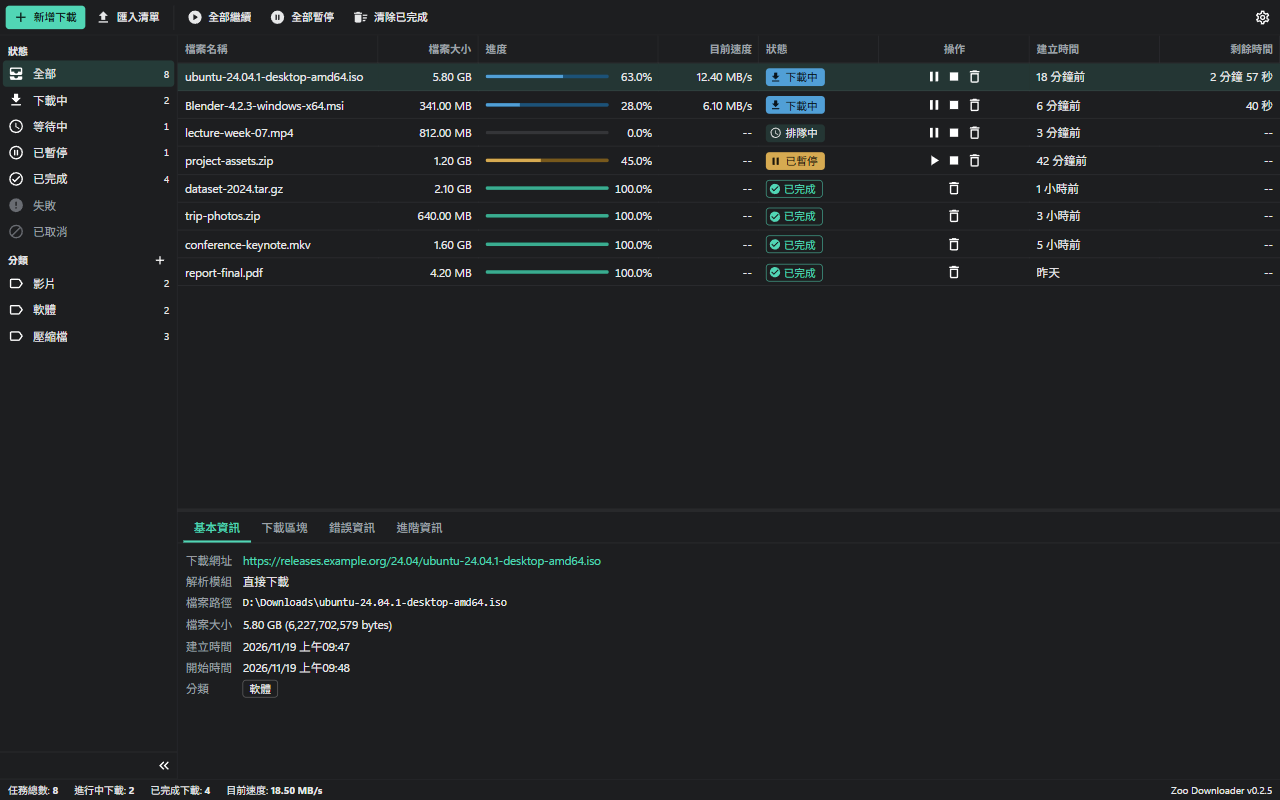 新增下載 匯入清單 全部繼續 全部暫停 清除已完成
狀態
全部 8
下載中 2
等待中 1
已暫停 1
已完成 4
失敗
已取消
分類
影片 2
軟體 2
壓縮檔 3
檔案名稱 檔案大小 進度 目前速度 狀態 操作 建立時間 剩餘時間
ubuntu-24.04.1-desktop-amd64.iso 5.80 GB 63.0% 12.40 MB/s 下載中 18 分鐘前 2 分鐘 57 秒
Blender-4.2.3-windows-x64.msi 341.00 MB 28.0% 6.10 MB/s 下載中 6 分鐘前 40 秒
lecture-week-07.mp4 812.00 MB 0.0% -- 排隊中 3 分鐘前 --
project-assets.zip 1.20 GB 45.0% -- 已暫停 42 分鐘前 --
dataset-2024.tar.gz 2.10 GB 100.0% -- 已完成 1 小時前 --
trip-photos.zip 640.00 MB 100.0% -- 已完成 3 小時前 --
conference-keynote.mkv 1.60 GB 100.0% -- 已完成 5 小時前 --
report-final.pdf 4.20 MB 100.0% -- 已完成 昨天 --
基本資訊 下載區塊 錯誤資訊 進階資訊
下載網址 https://releases.example.org/24.04/ubuntu-24.04.1-desktop-amd64.iso
解析模組 直接下載
檔案路徑 D:\Downloads\ubuntu-24.04.1-desktop-amd64.iso
檔案大小 5.80 GB (6,227,702,579 bytes)
建立時間 2026/11/19 上午09:47
開始時間 2026/11/19 上午09:48
分類 軟體
任務總數: 8 進行中下載: 2 已完成下載: 4 目前速度: 18.50 MB/s Zoo Downloader v0.2.5